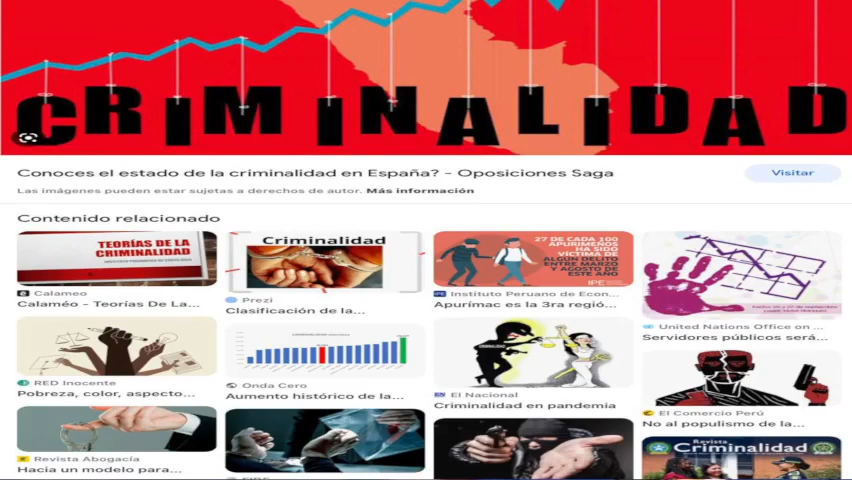 CRIMINALIDAD
Conoces el estado de la criminalidad en España? - Oposiciones Saga
Visitar
Las imágenes pueden estar sujetas a derechos de autor. Más información
Contenido relacionado
TEORÍAS DE LA
CRIMINALIDAD
Calameo
Calaméo - Teorías De La...
Criminalidad
Prezi
Clasificación de la...
27 DE CADA 100
APURIMEÑOS
HA SIDO
VÍCTIMA DE
ALGÚN DELITO
ENTRE MARZO
Y AGOSTO DE
ESTE AÑO
IPE
Instituto Peruano de Econ...
Apurímac es la 3ra regió...
United Nations Office on ...
Servidores públicos será...
RED Inocente
Pobreza, color, aspecto...
Onda Cero
Aumento histórico de la...
CRIMINALIDAD
El Nacional
Criminalidad en pandemia
El Comercio Perú
No al populismo de la...
Revista Abogacía
Hacia un modelo para...
Revista
Criminalidad